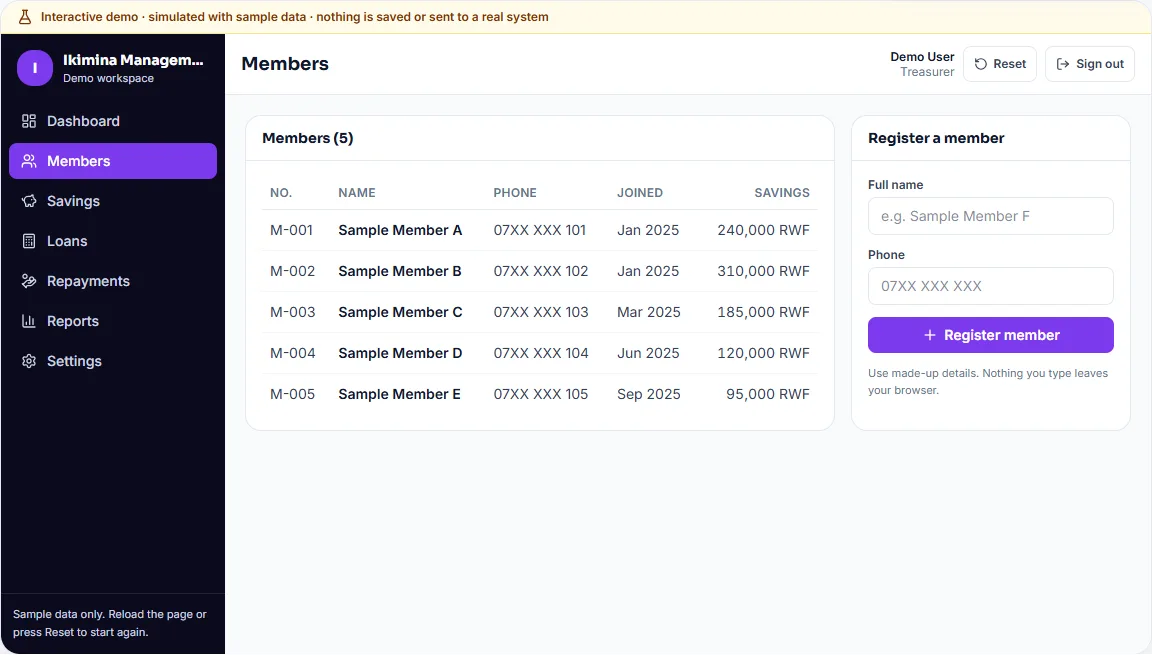 Interactive demo · simulated with sample data · nothing is saved or sent to a real system
I
Ikimina Managem...
Demo workspace
Dashboard
Members
Savings
Loans
Repayments
Reports
Settings
Sample data only. Reload the page or
press Reset to start again.
Members
Demo User
Treasurer
Reset
Sign out
Members (5)
NO. NAME PHONE JOINED SAVINGS
M-001 Sample Member A 07XX XXX 101 Jan 2025 240,000 RWF
M-002 Sample Member B 07XX XXX 102 Jan 2025 310,000 RWF
M-003 Sample Member C 07XX XXX 103 Mar 2025 185,000 RWF
M-004 Sample Member D 07XX XXX 104 Jun 2025 120,000 RWF
M-005 Sample Member E 07XX XXX 105 Sep 2025 95,000 RWF
Register a member
Full name
e.g. Sample Member F
Phone
07XX XXX XXX
+ Register member
Use made-up details. Nothing you type leaves
your browser.